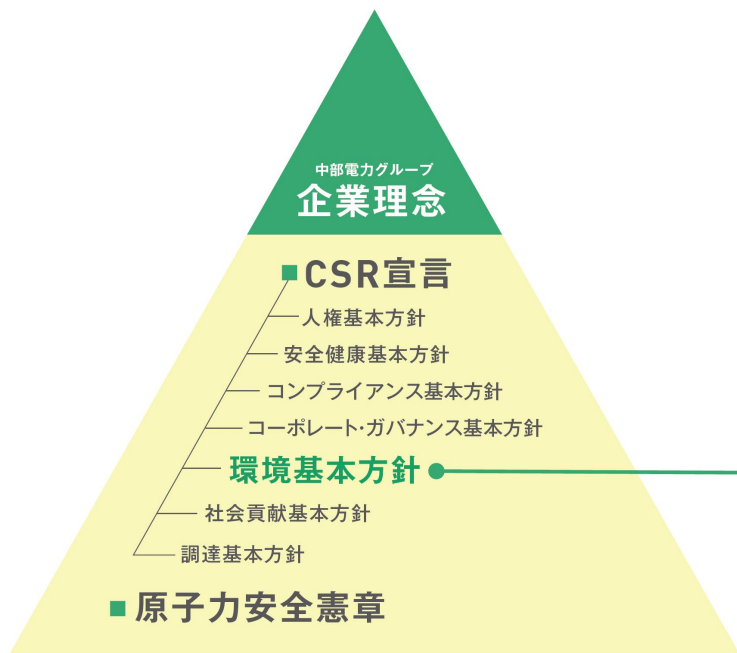 中部電力グループ
企業理念
CSR宣言
人権基本方針
安全健康基本方針
コンプライアンス基本方針
コーポレート・ガバナンス基本方針
環境基本方針
社会貢献基本方針
調達基本方針
原子力安全憲章